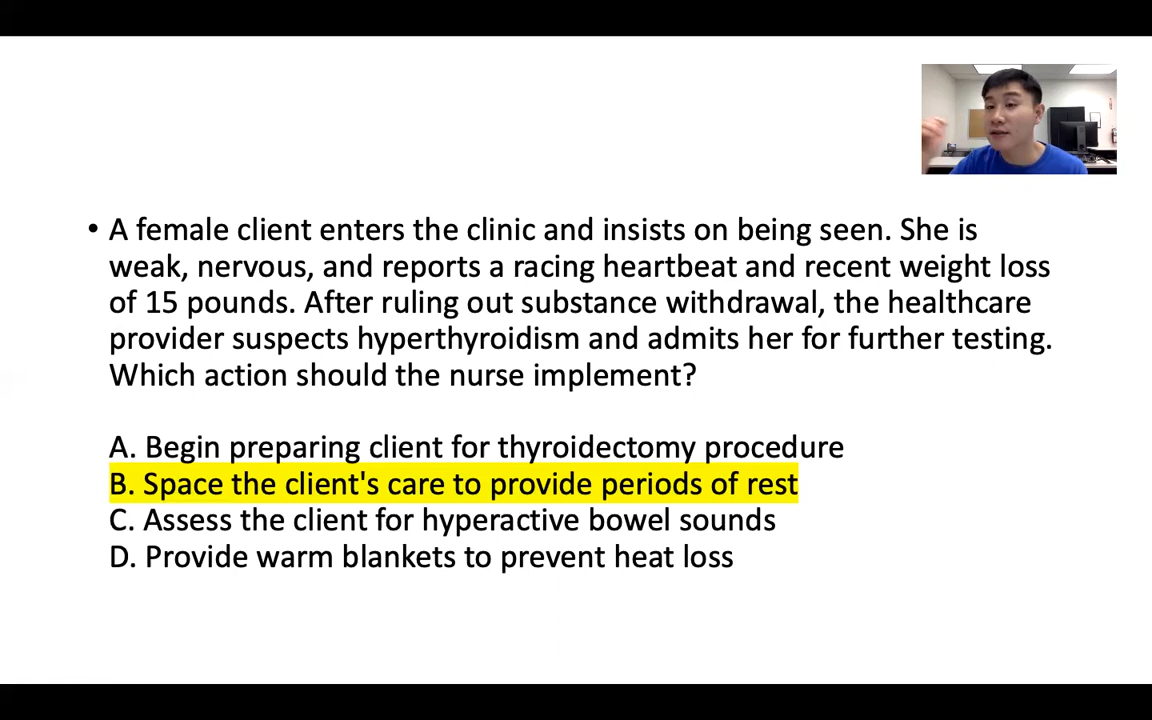 • A female client enters the clinic and insists on being seen. She is
weak, nervous, and reports a racing heartbeat and recent weight loss
of 15 pounds. After ruling out substance withdrawal, the healthcare
provider suspects hyperthyroidism and admits her for further testing.
Which action should the nurse implement?
A. Begin preparing client for thyroidectomy procedure
B. Space the client's care to provide periods of rest
C. Assess the client for hyperactive bowel sounds
D. Provide warm blankets to prevent heat loss